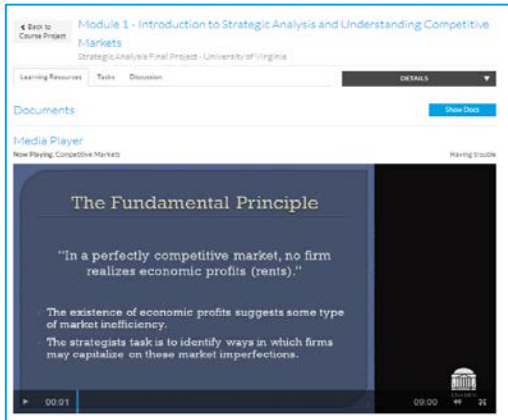 Back to
Course Project
Module 1 - Introduction to Strategic Analysis and Understanding Competitive
Markets
Strategic Analysis Final Project - University of Virginia
Learning Resources Tasks Discussion DETAILS
Documents Show Docs
Media Player
Now Playing: Competitive Markets Having trouble
The Fundamental Principle
"In a perfectly competitive market, no firm
realizes economic profits (rents)."
The existence of economic profits suggests some type
of market inefficiency.
The strategists task is to identify ways in which firms
may capitalize on these market imperfections.
00:01 09:00